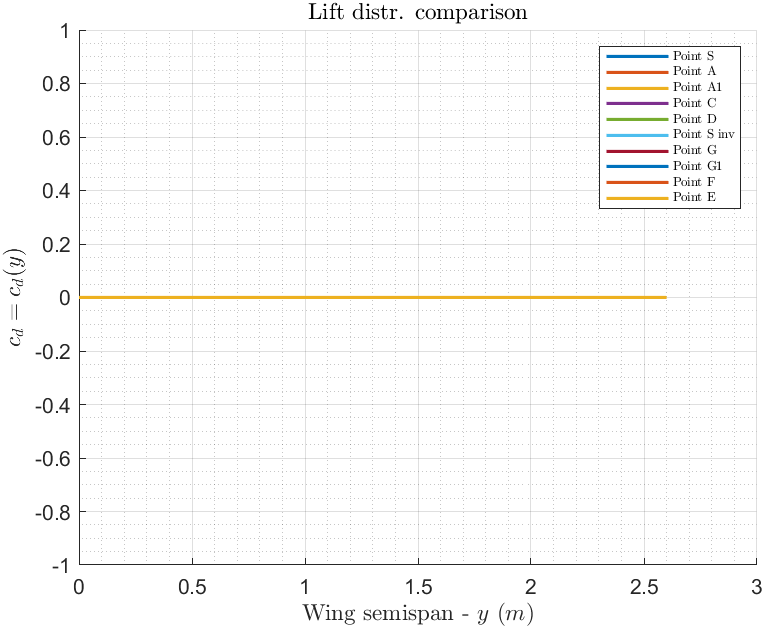 Lift distr. comparison
1
0.8
0.6
0.4
0.2
0
-0.2
-0.4
-0.6
-0.8
-1
c_d = c_d(y)
Point S
Point A
Point A1
Point C
Point D
Point S inv
Point G
Point G1
Point F
Point E
0 0.5 1 1.5 2 2.5 3
Wing semispan - y (m)